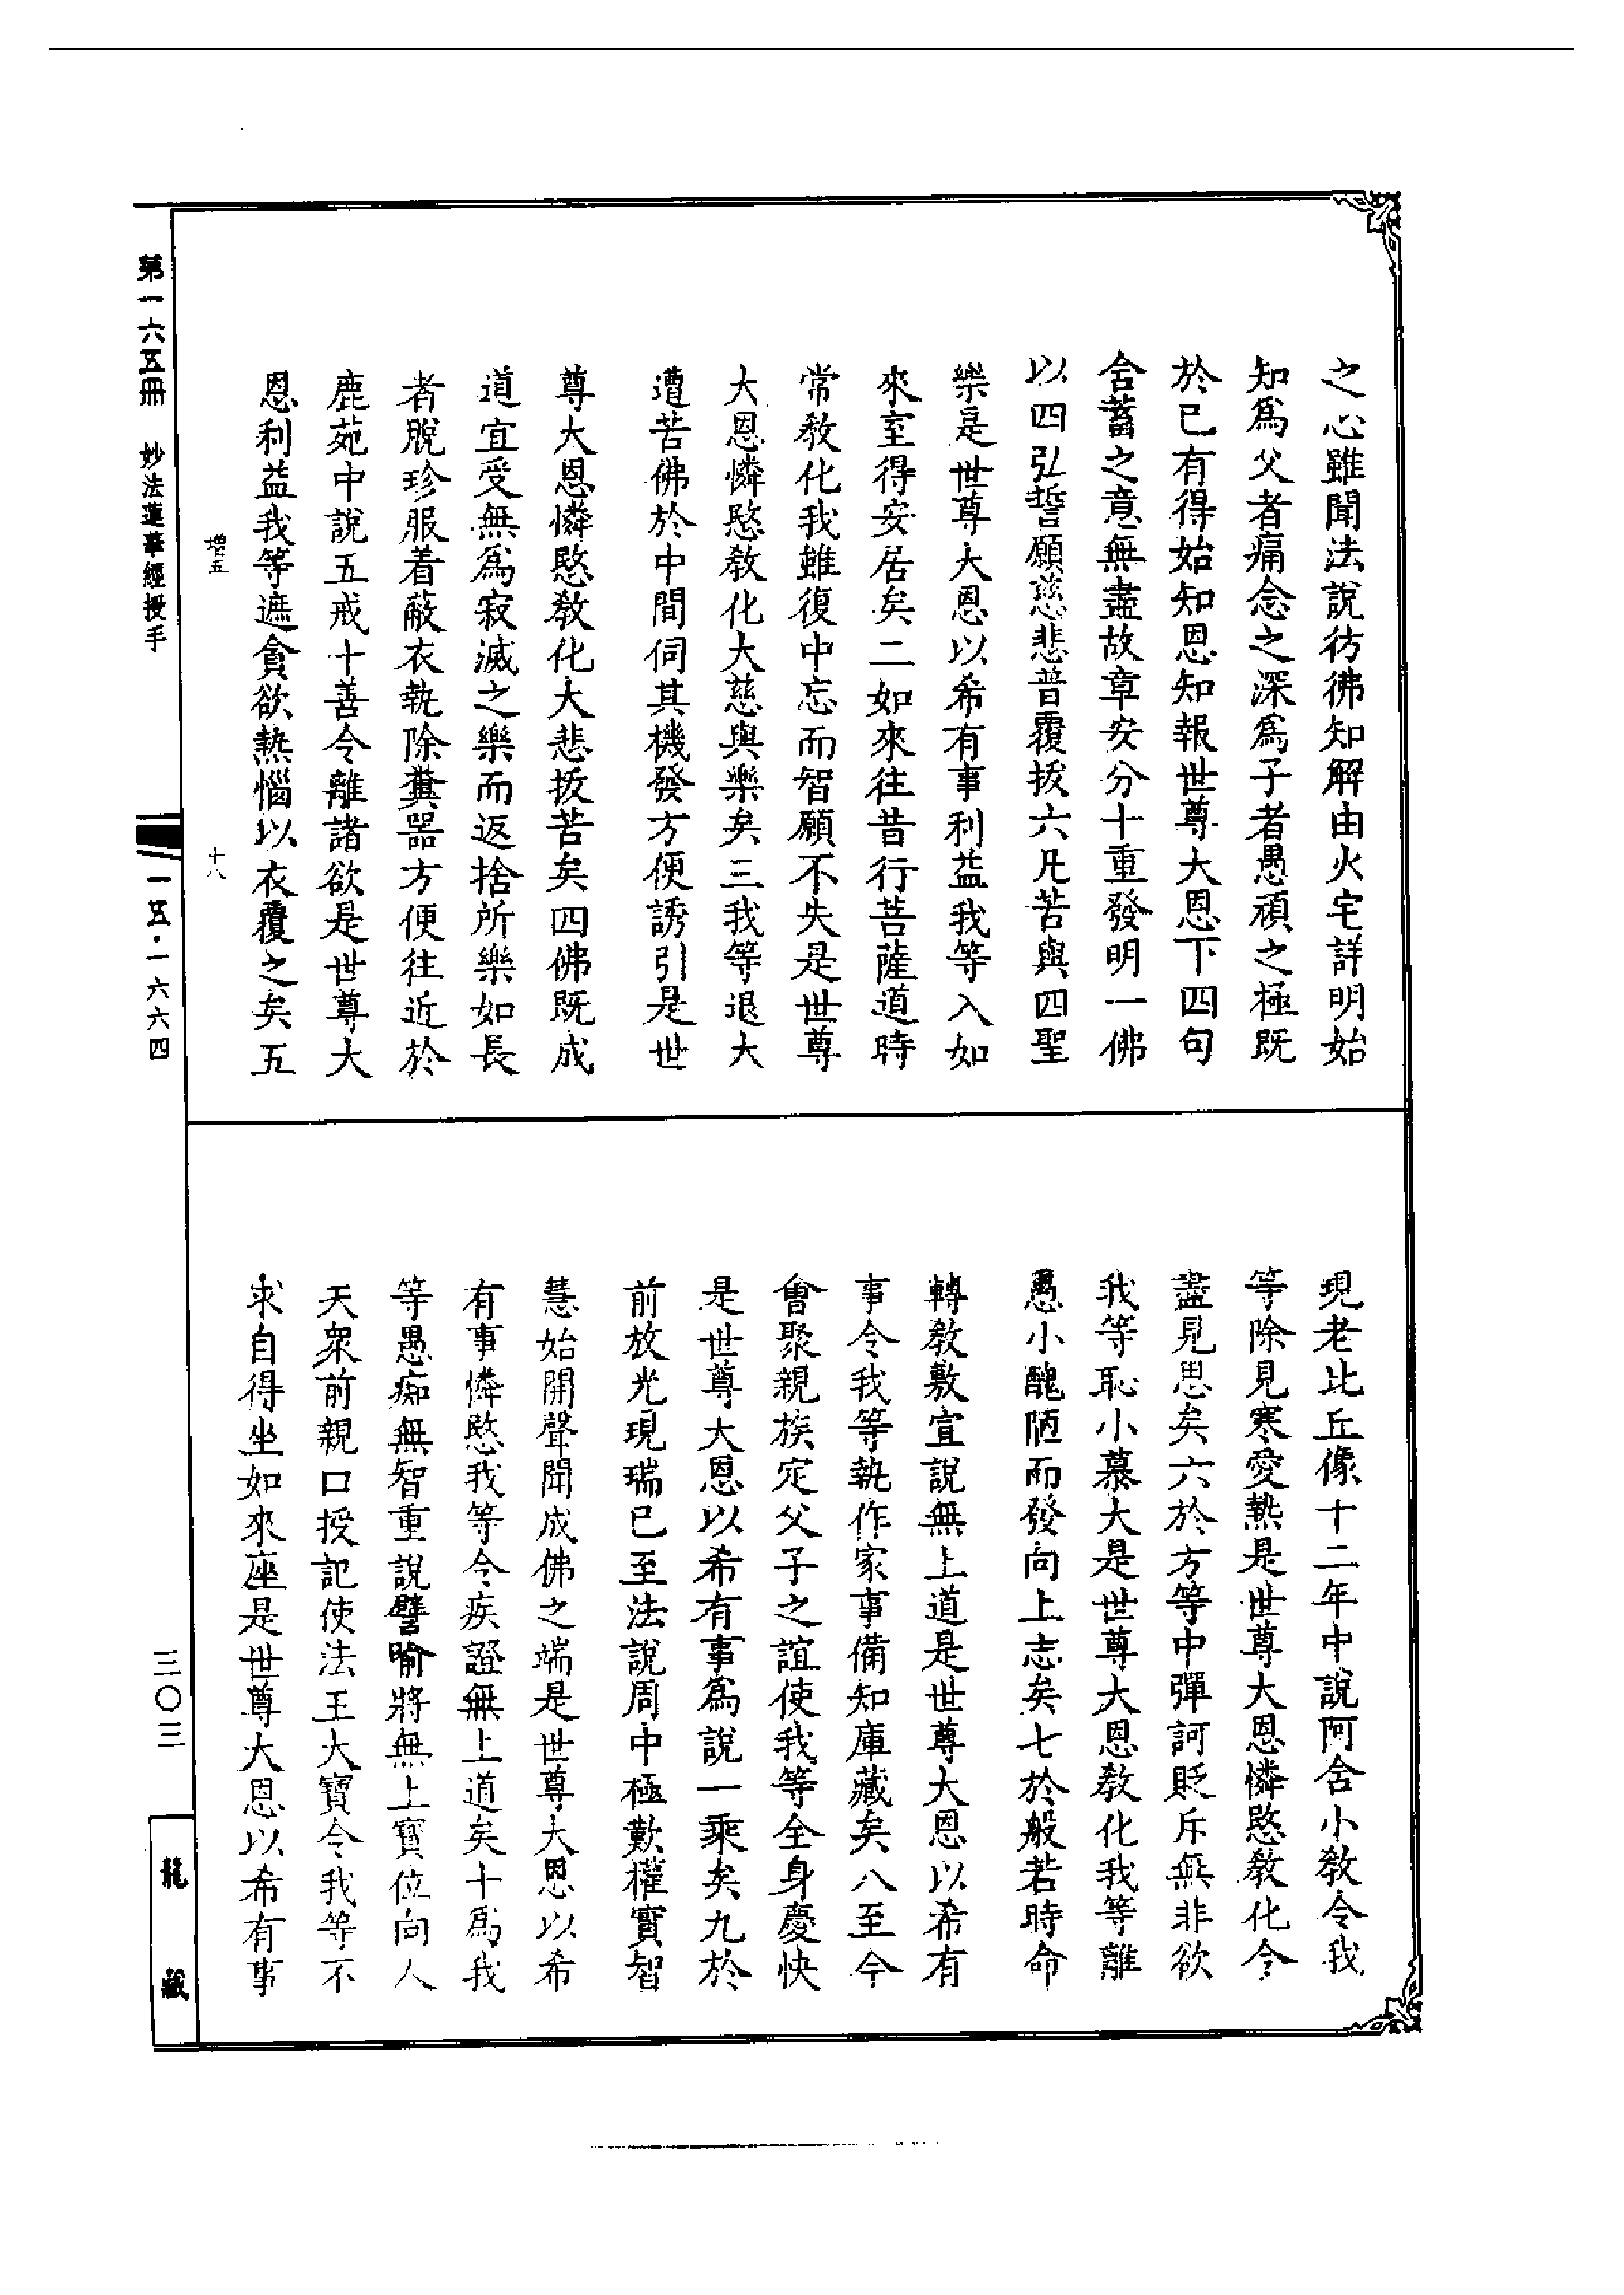 之心雖聞法說彷彿知解由火宅詳明始
知爲父者痛念之深爲子者愚頑之極既
於已有得始知恩知報世尊大恩下四句
含蓄之意無盡故章安分十重發明一佛
以四弘誓願慈悲普覆拔六凡苦與四聖
樂是世尊大恩以希有事利益我等入如
來室得安居矣二如來往昔行菩薩道時
常敎化我雖復中忘而智願不失是世尊
大恩憐愍敎化大慈與樂矣三我等退大
遭苦佛於中間伺其機發方便誘引是世
尊大恩憐愍敎化大悲拔苦矣四佛既成
道宜受無爲寂滅之樂而返捨所樂如長
者脫珍服着蔽衣執除糞噐方便往近於
鹿苑中說五戒十善令離諸欲是世尊大
恩利益我等遮貪欲熱惱以衣覆之矣五
增五
十八
現老比丘像十二年中說阿含小敎令我
等除見寒愛熱是世尊大恩憐愍敎化令
盡見思矣六於方等中彈訶貶斥無非欲
我等恥小慕大是世尊大恩敎化我等離
愚小醜陋而發向上志矣七於般若時命
轉敎敷宣說無上道是世尊大恩以希有
事令我等執作家事備知庫藏矣八至今
會聚親族定父子之誼使我等全身慶快
是世尊大恩以希有事爲說一乘矣九於
前放光現瑞已至法說周中極歎權實智
慧始開聲聞成佛之端是世尊大恩以希
有事憐愍我等令疾證無上道矣十爲我
等愚痴無智重說譬喻將無上寶位向人
天衆前親口授記使法王大寶令我等不
求自得坐如來座是世尊大恩以希有事
第一六五冊　妙法蓮華經授手
一五·一六六四
三〇三
龍藏